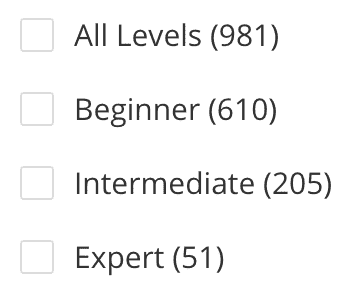 All Levels (981)
Beginner (610)
Intermediate (205)
Expert (51)